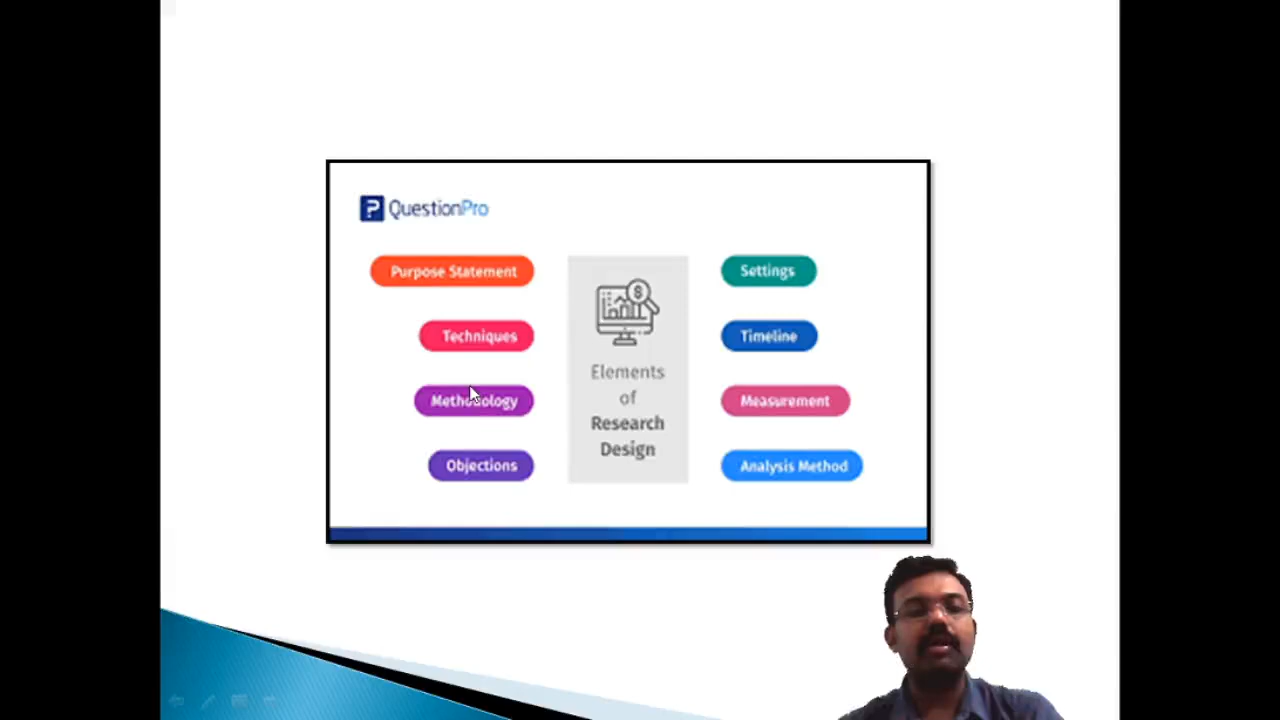 QuestionPro
Purpose Statement
Techniques
Methodology
Objections
Elements
of
Research
Design
Settings
Timeline
Measurement
Analysis Method